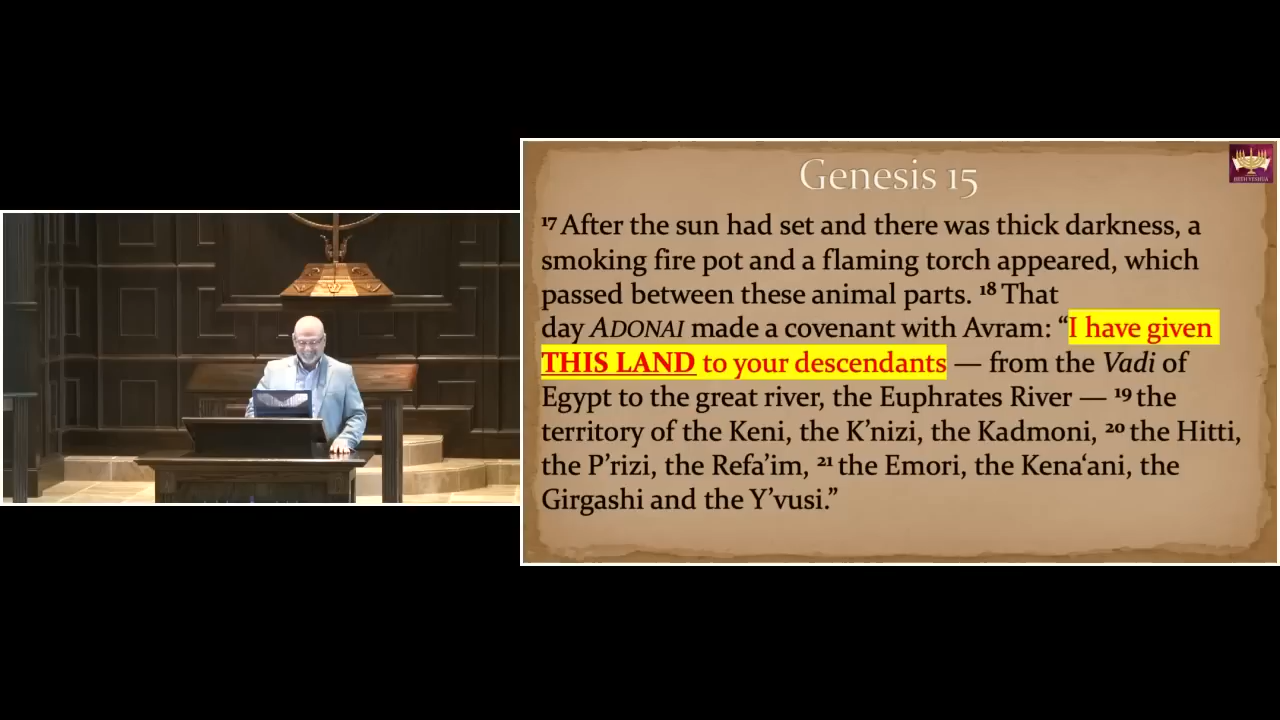 Genesis 15
BETH YESHUA
17 After the sun had set and there was thick darkness, a
smoking fire pot and a flaming torch appeared, which
passed between these animal parts. 18 That
day ADONAI made a covenant with Avram: “I have given
THIS LAND to your descendants — from the Vadi of
Egypt to the great river, the Euphrates River — 19 the
territory of the Keni, the K’nizi, the Kadmoni, 20 the Hitti,
the P’rizi, the Refa’im, 21 the Emori, the Kena‘ani, the
Girgashi and the Y’vusi.”